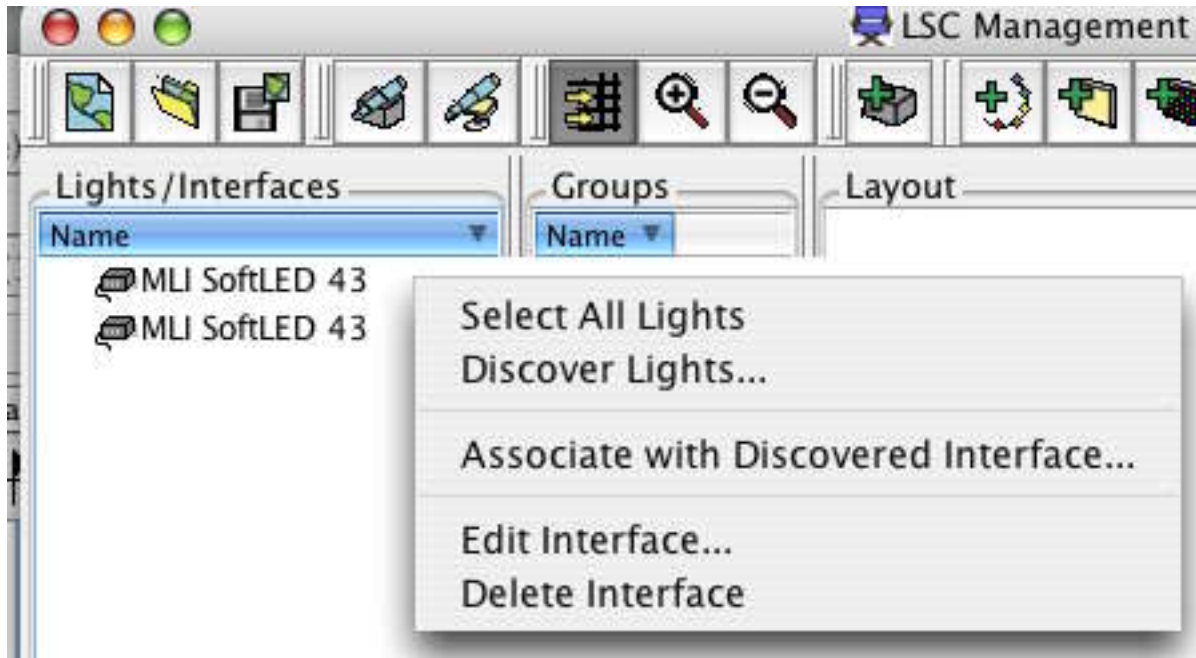 LSC Management
Lights/Interfaces
Groups
Layout
Name
Name
MLI SoftLED 43
MLI SoftLED 43
Select All Lights
Discover Lights...
Associate with Discovered Interface...
Edit Interface...
Delete Interface